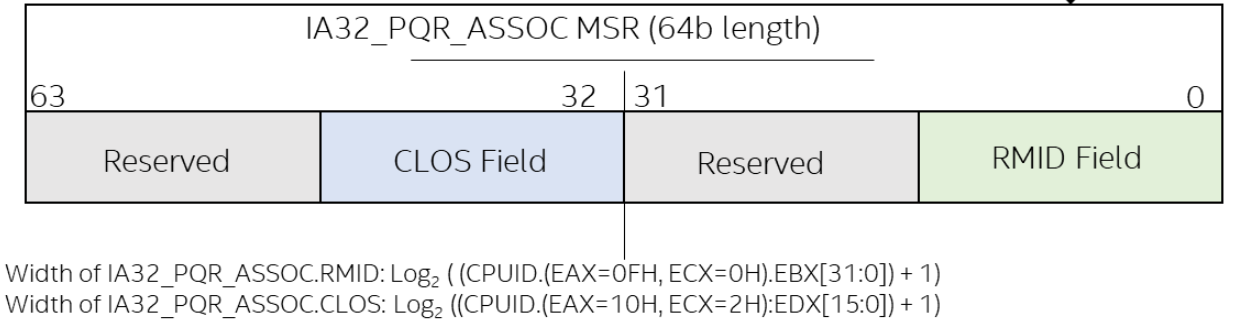 IA32_PQR_ASSOC MSR (64b length)
63 32 31 0
Reserved CLOS Field Reserved RMID Field
Width of IA32_PQR_ASSOC.RMID: Log₂ ( (CPUID.(EAX=0FH, ECX=0H).EBX[31:0]) + 1)
Width of IA32_PQR_ASSOC.CLOS: Log₂ ((CPUID.(EAX=10H, ECX=2H):EDX[15:0]) + 1)